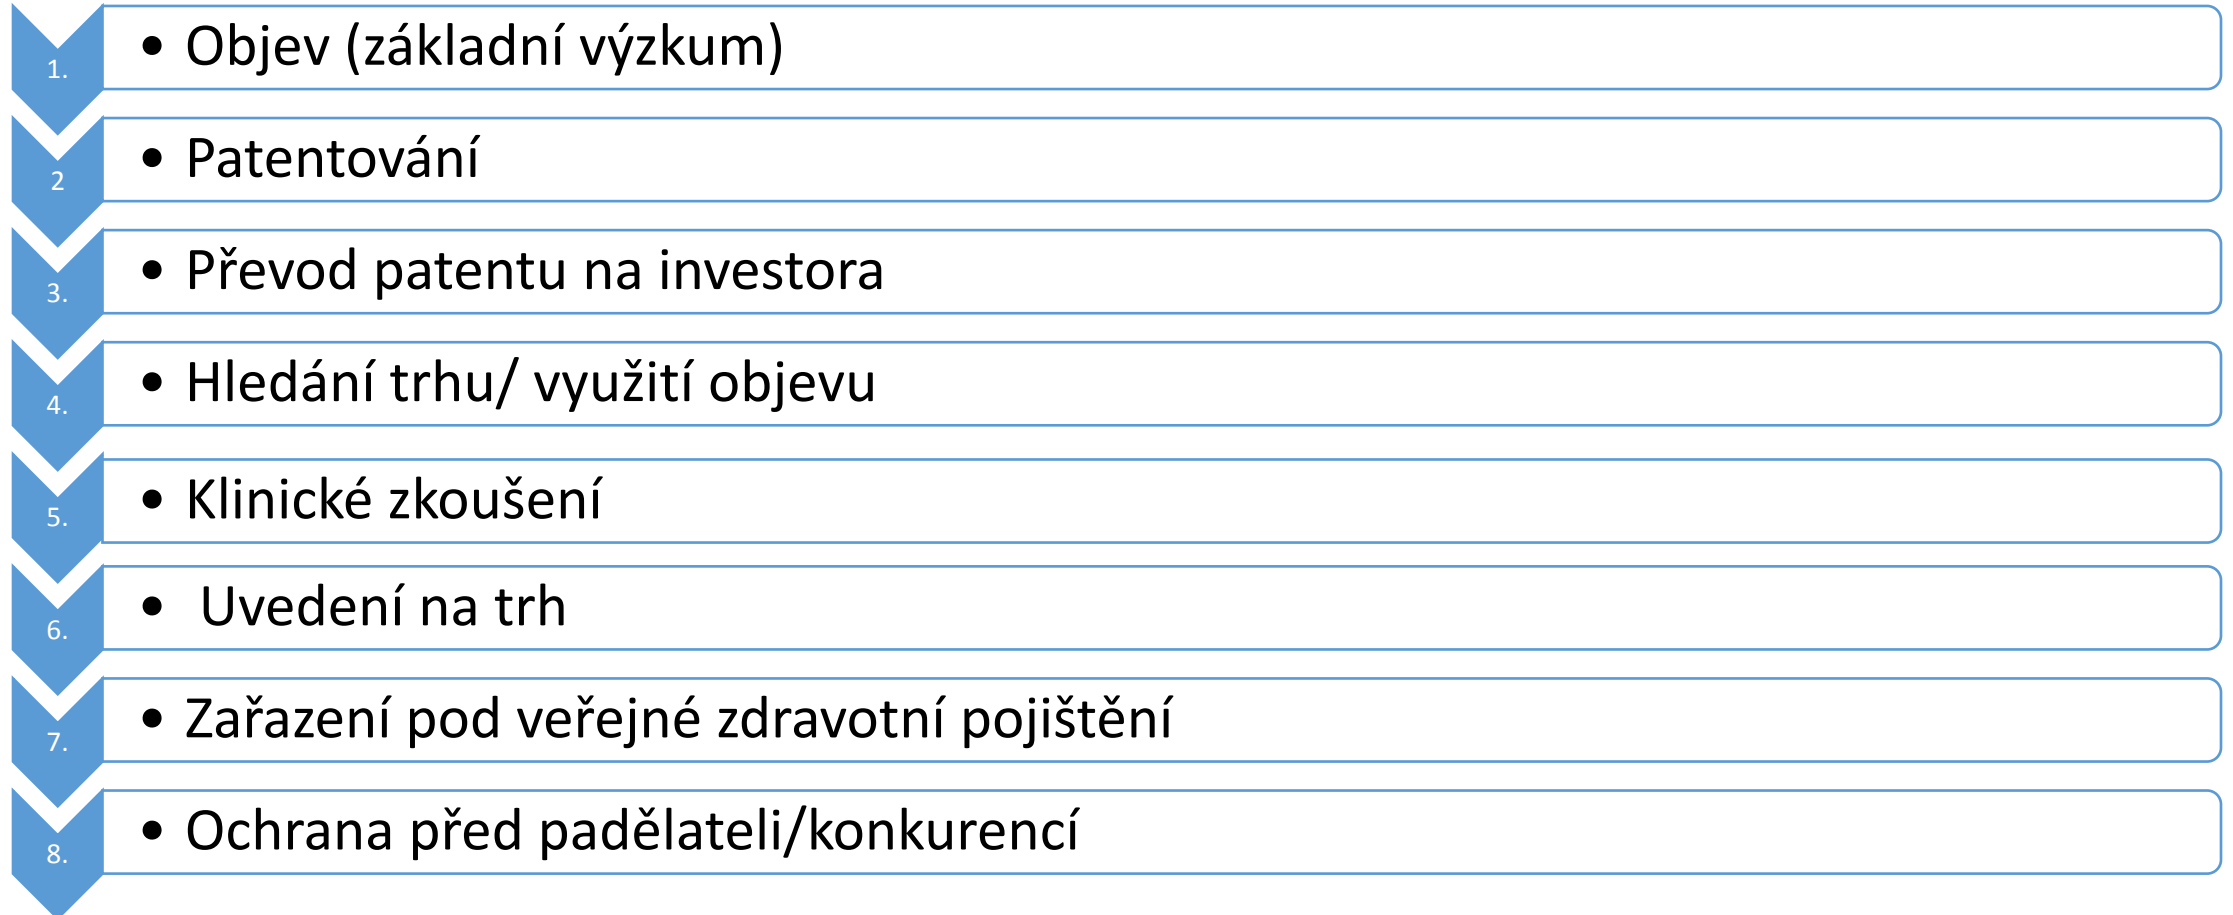 1. • Objev (základní výzkum)
2 • Patentování
3. • Převod patentu na investora
4. • Hledání trhu/ využití objevu
5. • Klinické zkoušení
6. • Uvedení na trh
7. • Zařazení pod veřejné zdravotní pojištění
8. • Ochrana před padělateli/konkurencí